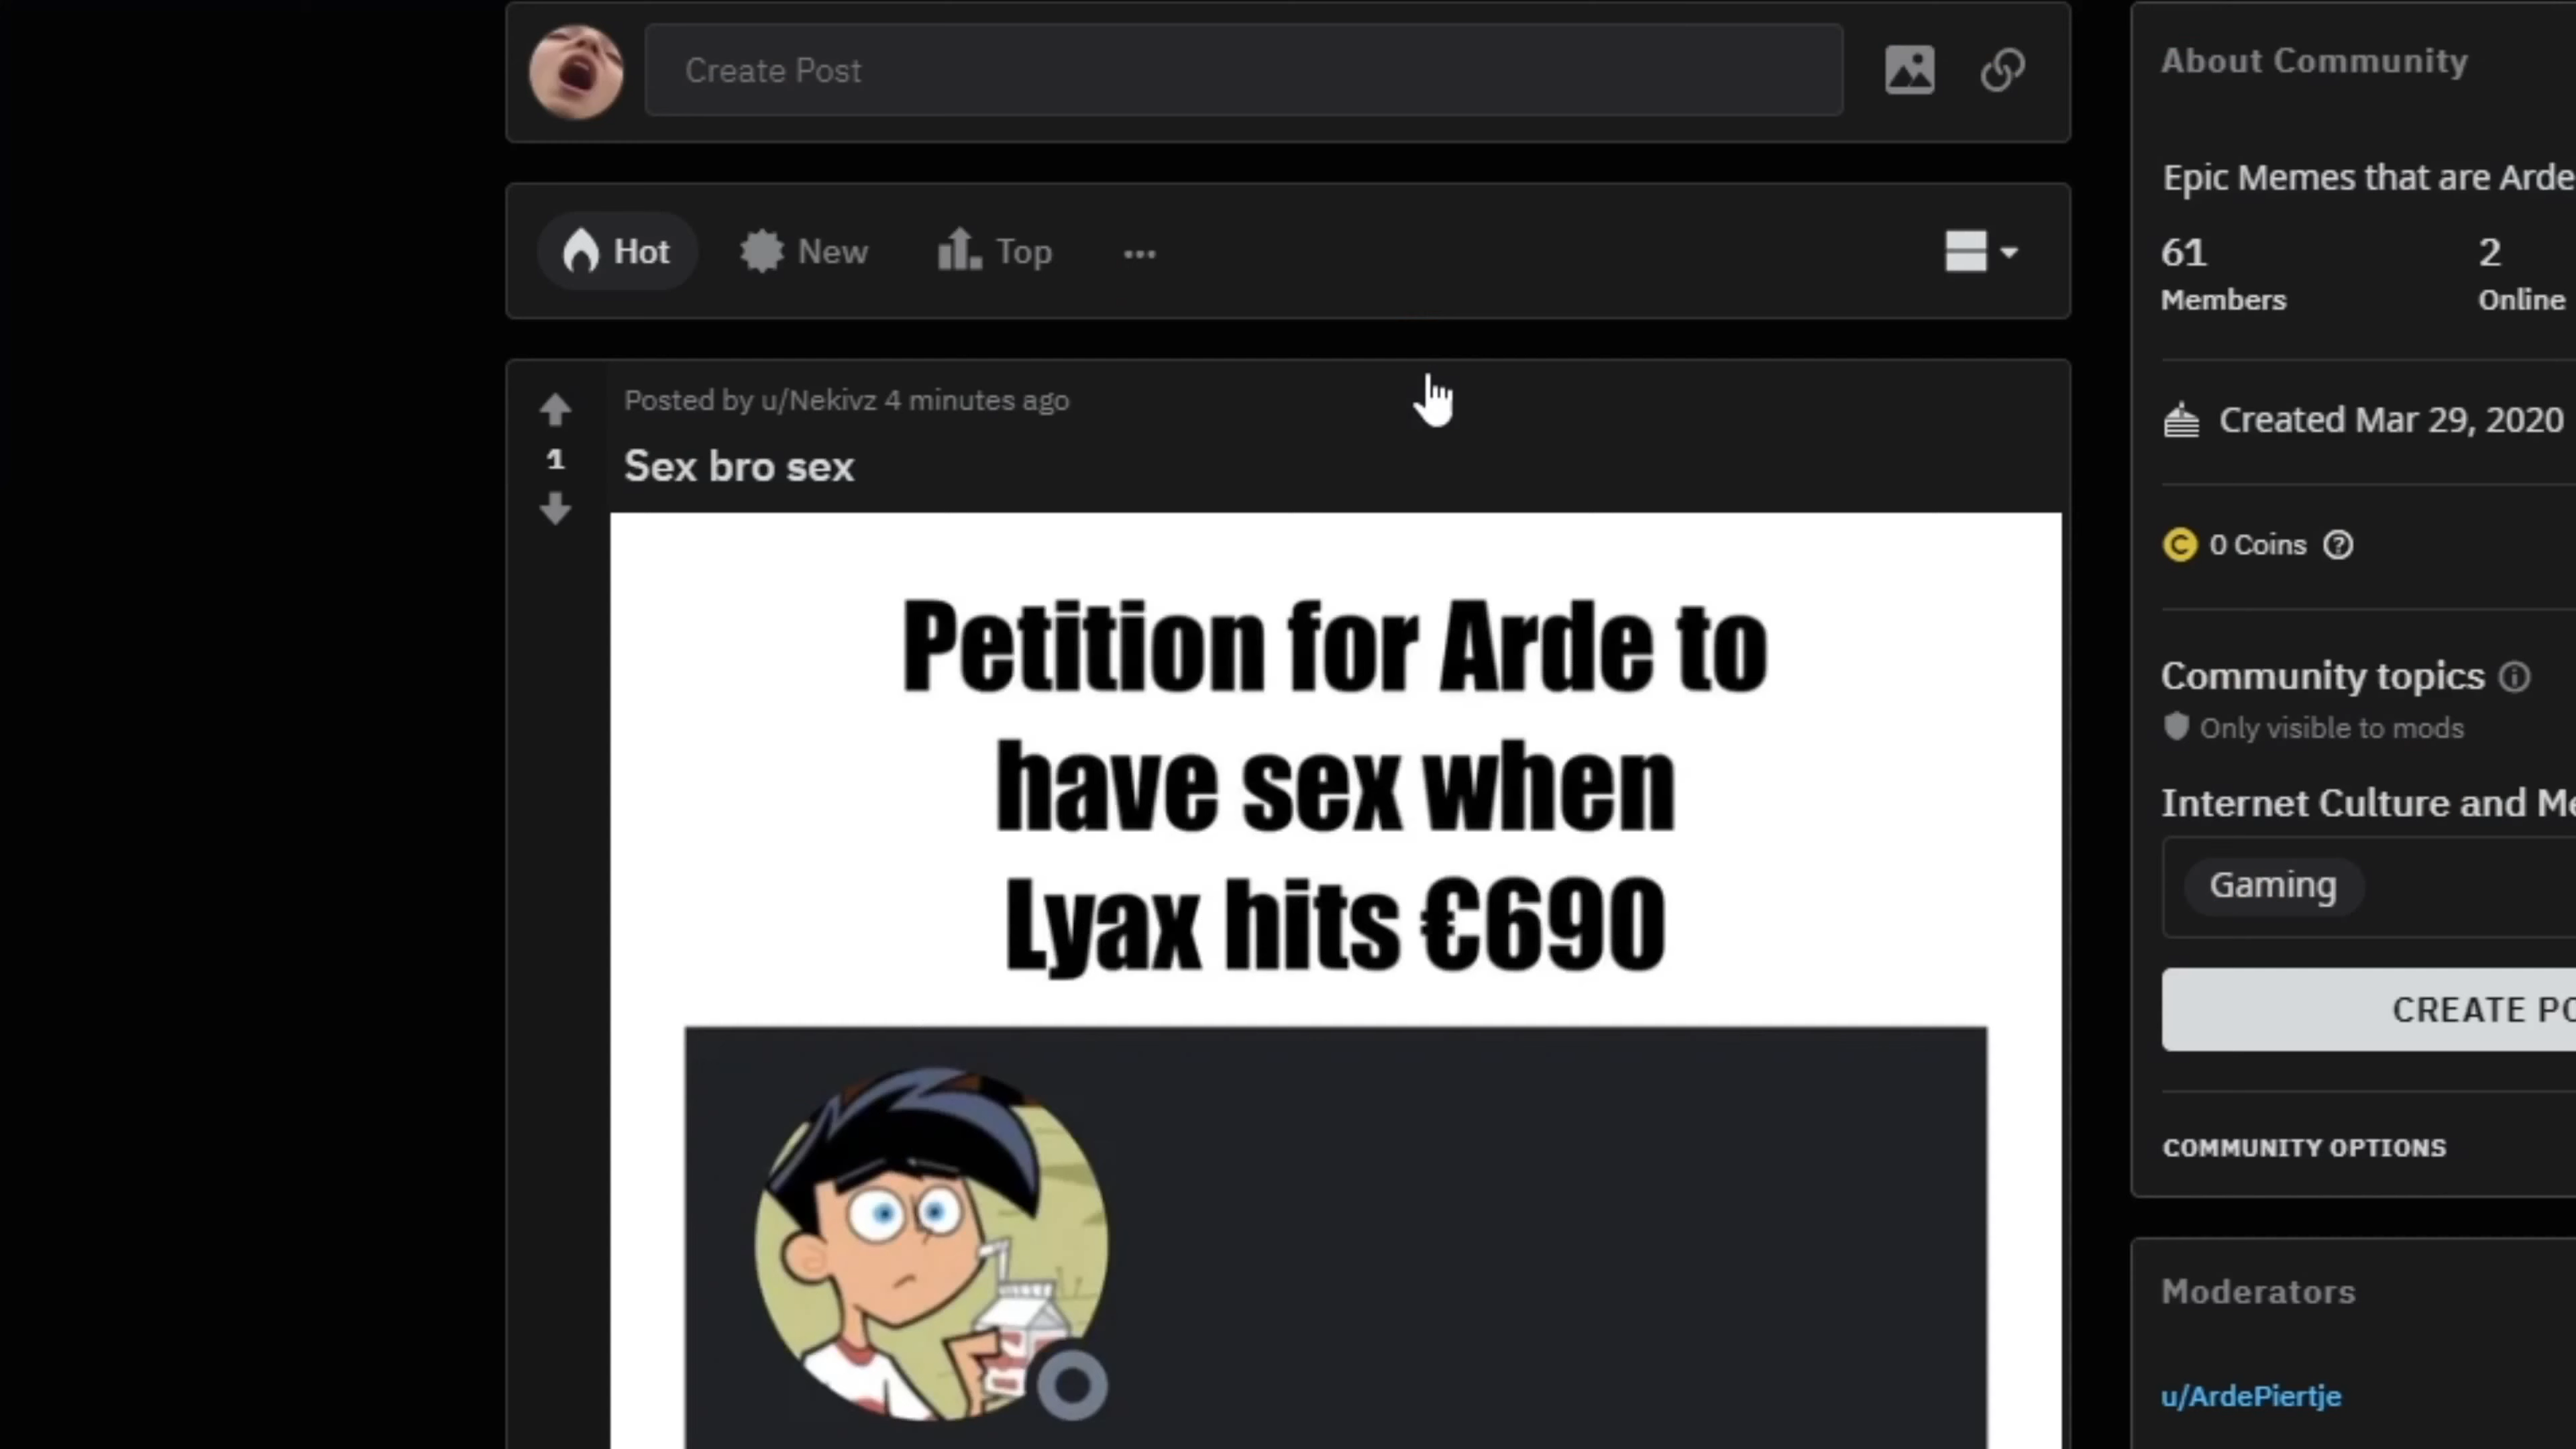 Create Post
Hot
New
Top
Posted by u/Nekivz 4 minutes ago
1
Sex bro sex
Petition for Arde to
have sex when
Lyax hits €690
About Community
Epic Memes that are Arde
61
2
Members
Online
Created Mar 29, 2020
C
0 Coins
Community topics
Only visible to mods
Internet Culture and Me
Gaming
CREATE PO
COMMUNITY OPTIONS
Moderators
u/ArdePiertje